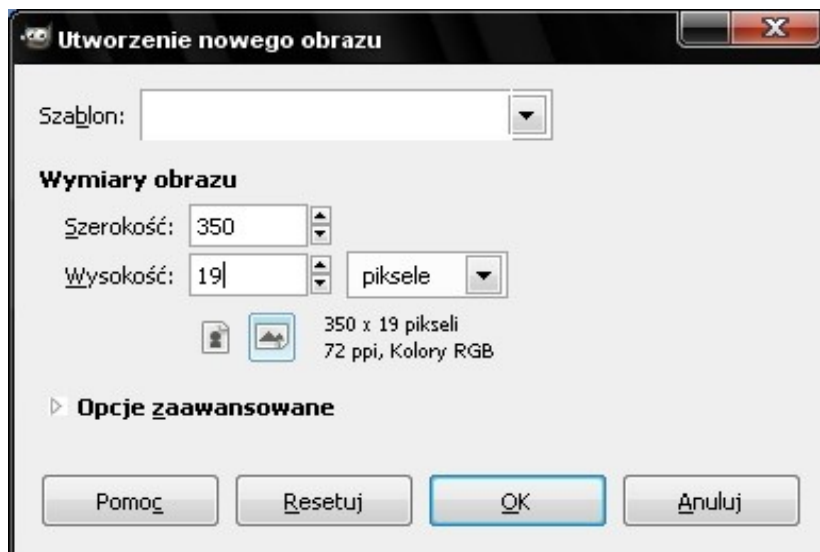 Utworzenie nowego obrazu
Szablon:
Wymiary obrazu
Szerokość: 350
Wysokość: 19 piksele
350 x 19 pikseli
72 ppi, Kolory RGB
Opcje zaawansowane
Pomoc Resetuj OK Anuluj